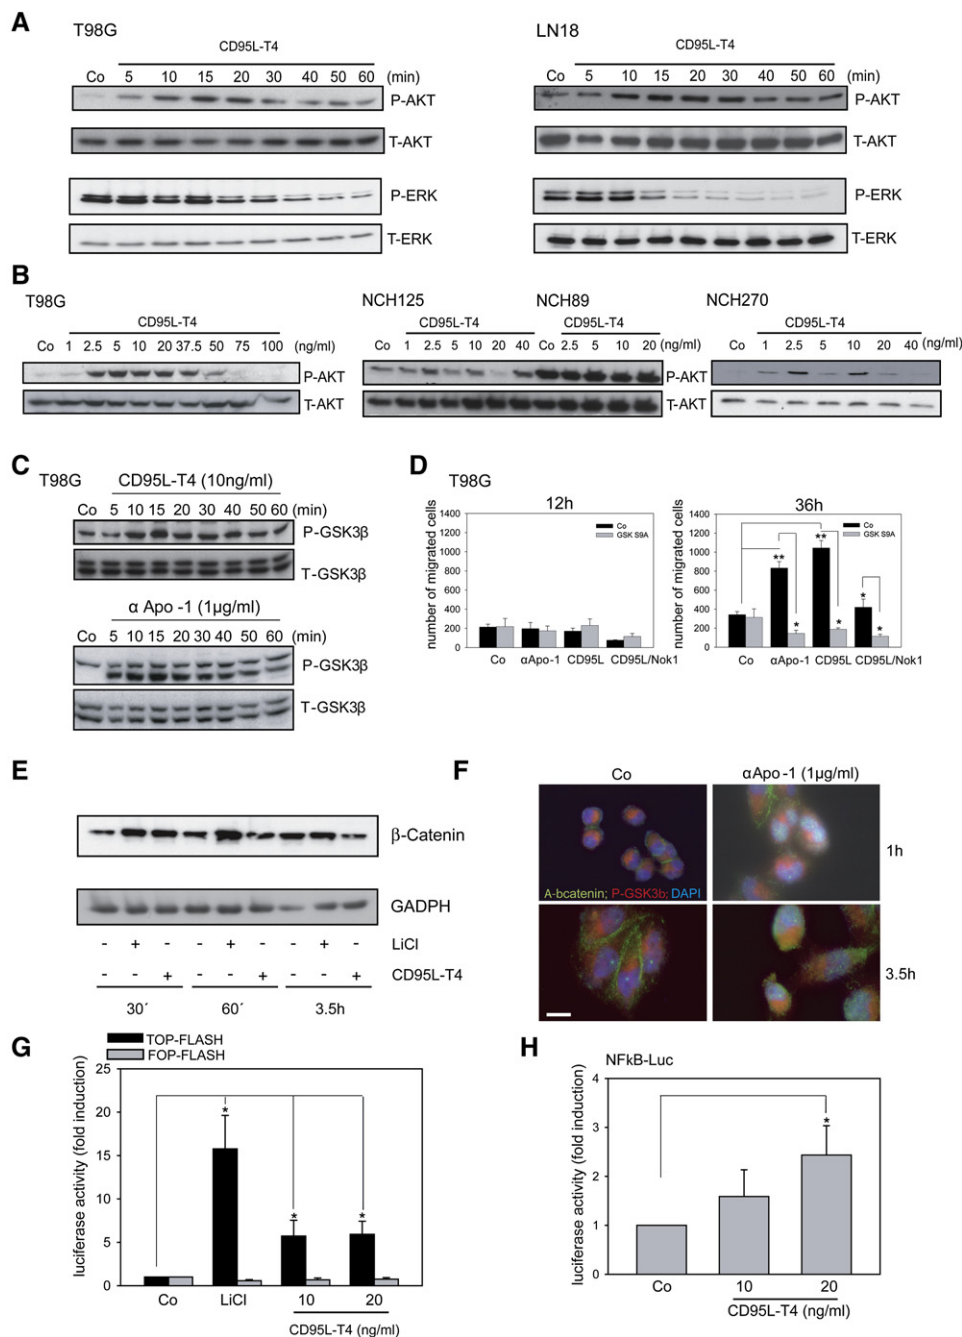 A
T98G
CD95L-T4
Co 5 10 15 20 30 40 50 60 (min)
P-AKT
T-AKT
P-ERK
T-ERK
LN18
CD95L-T4
Co 5 10 15 20 30 40 50 60 (min)
P-AKT
T-AKT
P-ERK
T-ERK
B
T98G
CD95L-T4
Co 1 2.5 5 10 20 37.5 50 75 100 (ng/ml)
P-AKT
T-AKT
NCH125 NCH89
CD95L-T4 CD95L-T4
Co 1 2.5 5 10 20 40 Co 2.5 5 10 20 (ng/ml)
P-AKT
T-AKT
NCH270
CD95L-T4
Co 1 2.5 5 10 20 40 (ng/ml)
C
T98G
CD95L-T4 (10ng/ml)
Co 5 10 15 20 30 40 50 60 (min)
P-GSK3β
T-GSK3β
α Apo -1 (1μg/ml)
Co 5 10 15 20 30 40 50 60 (min)
P-GSK3β
T-GSK3β
D
T98G
12h
number of migrated cells
1400
1200
1000
800
600
400
200
0
Co
GSK S9A
Co αApo-1 CD95L CD95L/Nok1
36h
number of migrated cells
1400
1200
1000
800
600
400
200
0
Co
GSK S9A
** ** * * * *
Co αApo-1 CD95L CD95L/Nok1
E
β-Catenin
GADPH
- + - - + - - + - LiCl
- - + - - + - - + CD95L-T4
30´ 60´ 3.5h
F
Co αApo -1 (1μg/ml)
A-bcatenin; P-GSK3b; DAPI
1h
3.5h
G
TOP-FLASH
FOP-FLASH
luciferase activity (fold induction)
25
20
15
10
5
0
* * *
Co LiCl 10 20
CD95L-T4 (ng/ml)
H
NFkB-Luc
luciferase activity (fold induction)
4
3
2
1
0
*
Co 10 20
CD95L-T4 (ng/ml)